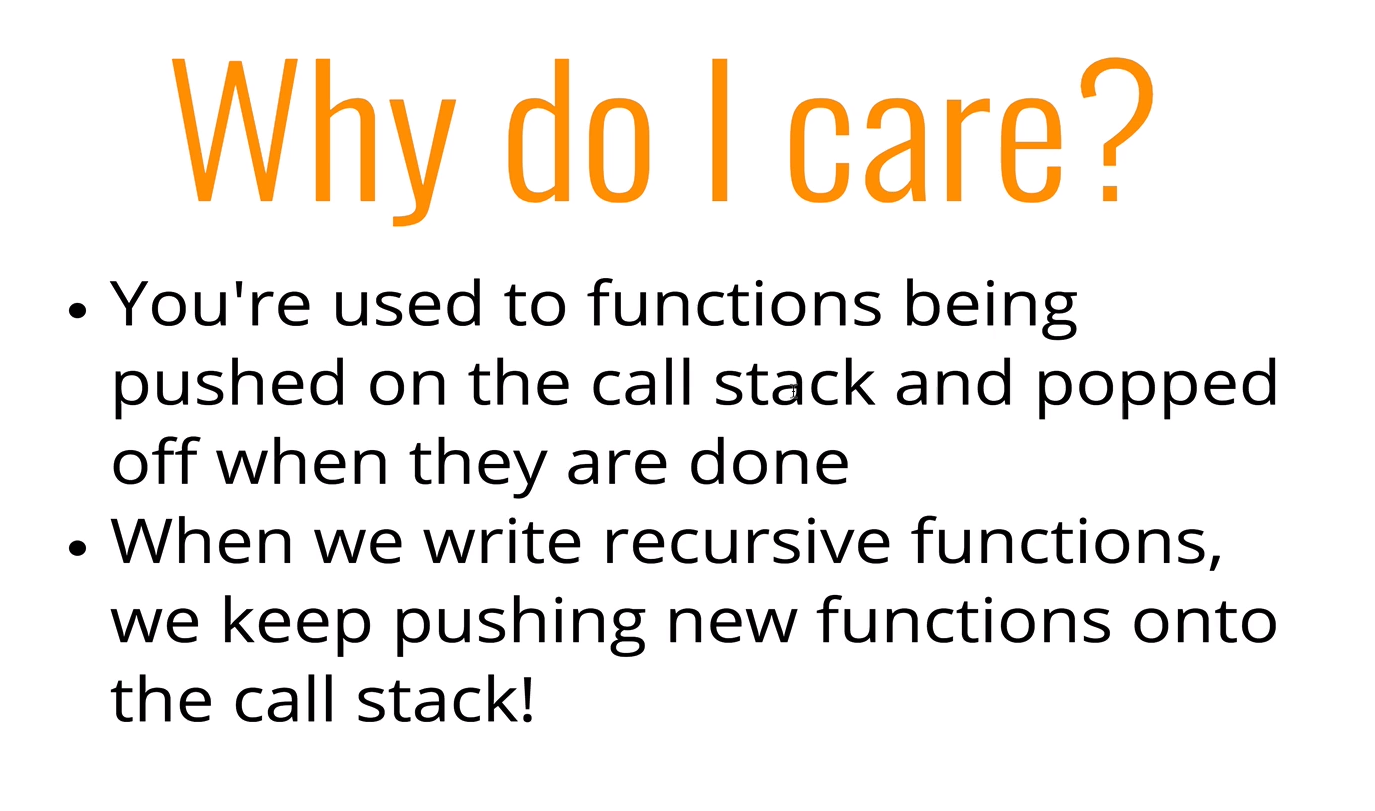 Why do I care?
• You're used to functions being
pushed on the call stack and popped
off when they are done
• When we write recursive functions,
we keep pushing new functions onto
the call stack!